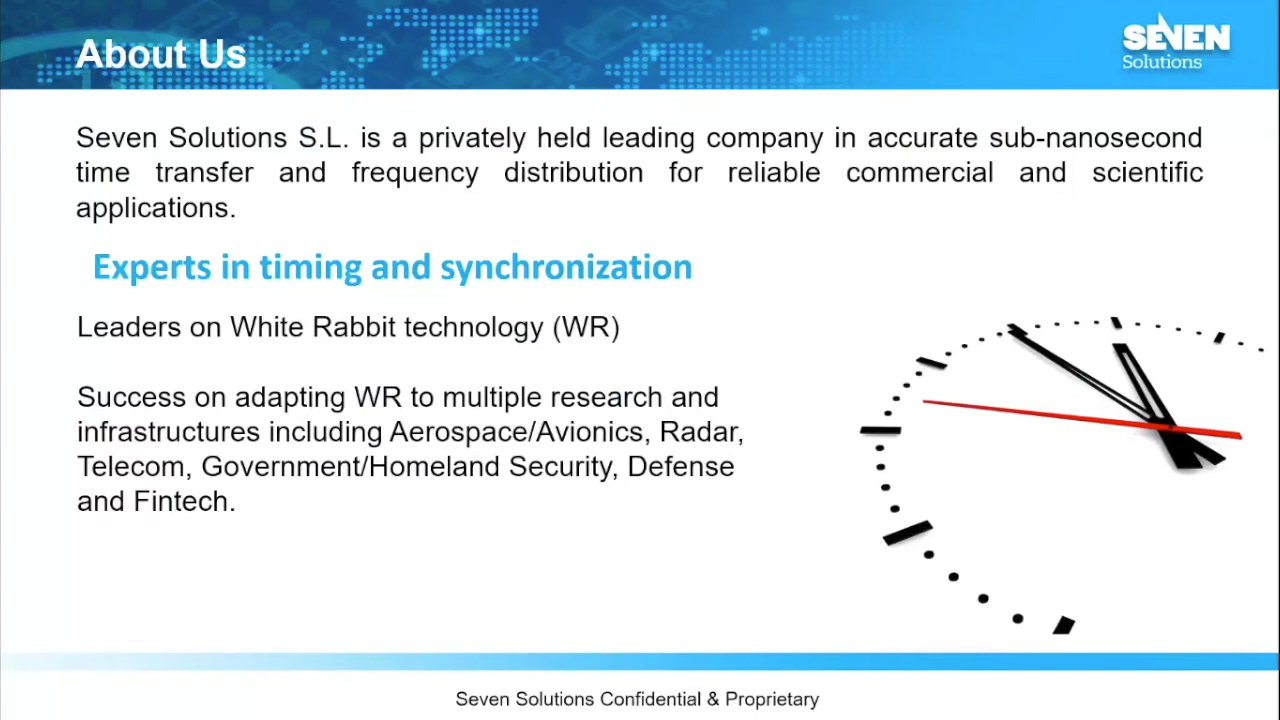 About Us
SEVEN
Solutions
Seven Solutions S.L. is a privately held leading company in accurate sub-nanosecond
time transfer and frequency distribution for reliable commercial and scientific
applications.
Experts in timing and synchronization
Leaders on White Rabbit technology (WR)
Success on adapting WR to multiple research and
infrastructures including Aerospace/Avionics, Radar,
Telecom, Government/Homeland Security, Defense
and Fintech.
Seven Solutions Confidential & Proprietary